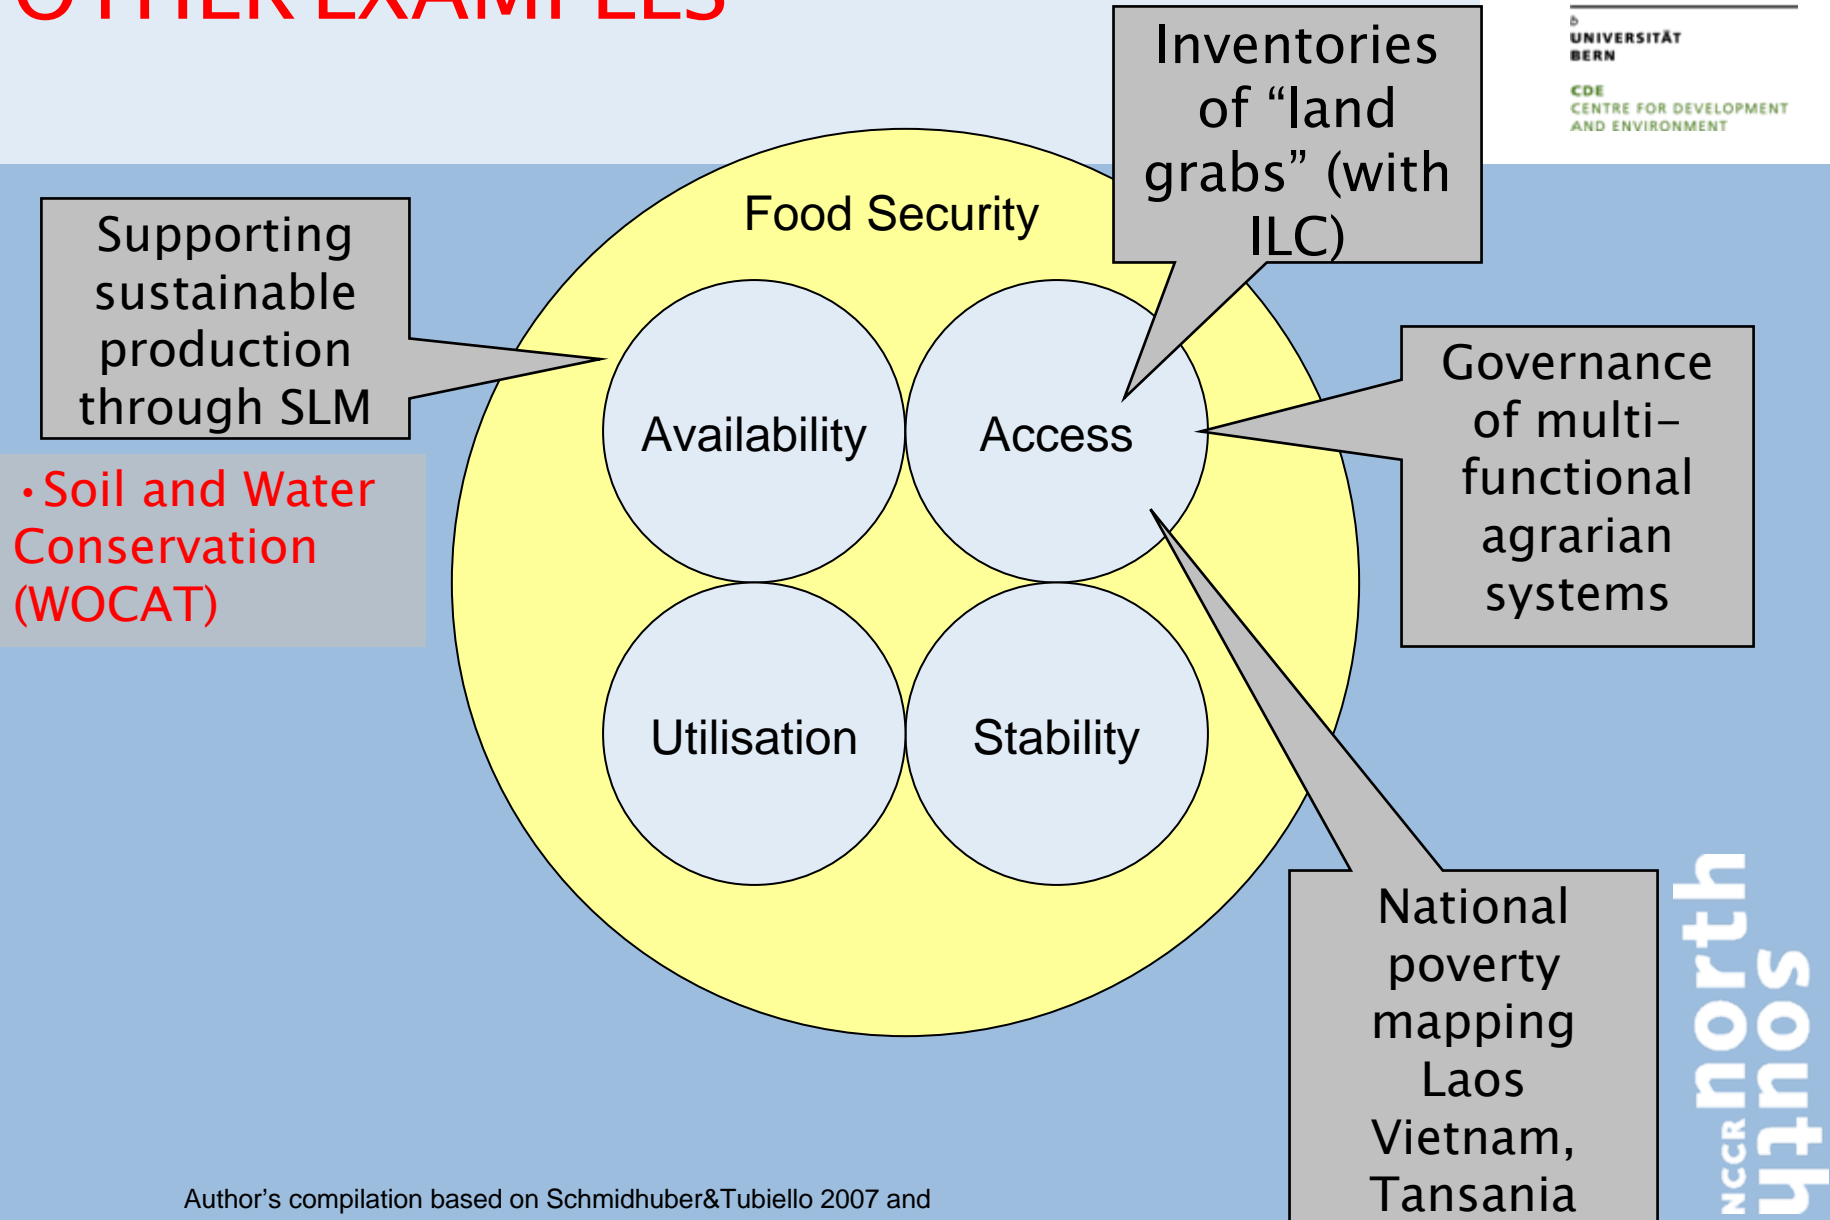 OTHER EXAMPLES
b
UNIVERSITÄT
BERN
CDE
CENTRE FOR DEVELOPMENT
AND ENVIRONMENT
Inventories
of “land
grabs” (with
ILC)
Food Security
Supporting
sustainable
production
through SLM
Availability
Access
Governance
of multi-
functional
agrarian
systems
•Soil and Water
Conservation
(WOCAT)
Utilisation
Stability
National
poverty
mapping
Laos
Vietnam,
Tansania
NCCR north
south
Author’s compilation based on Schmidhuber&Tubiello 2007 and